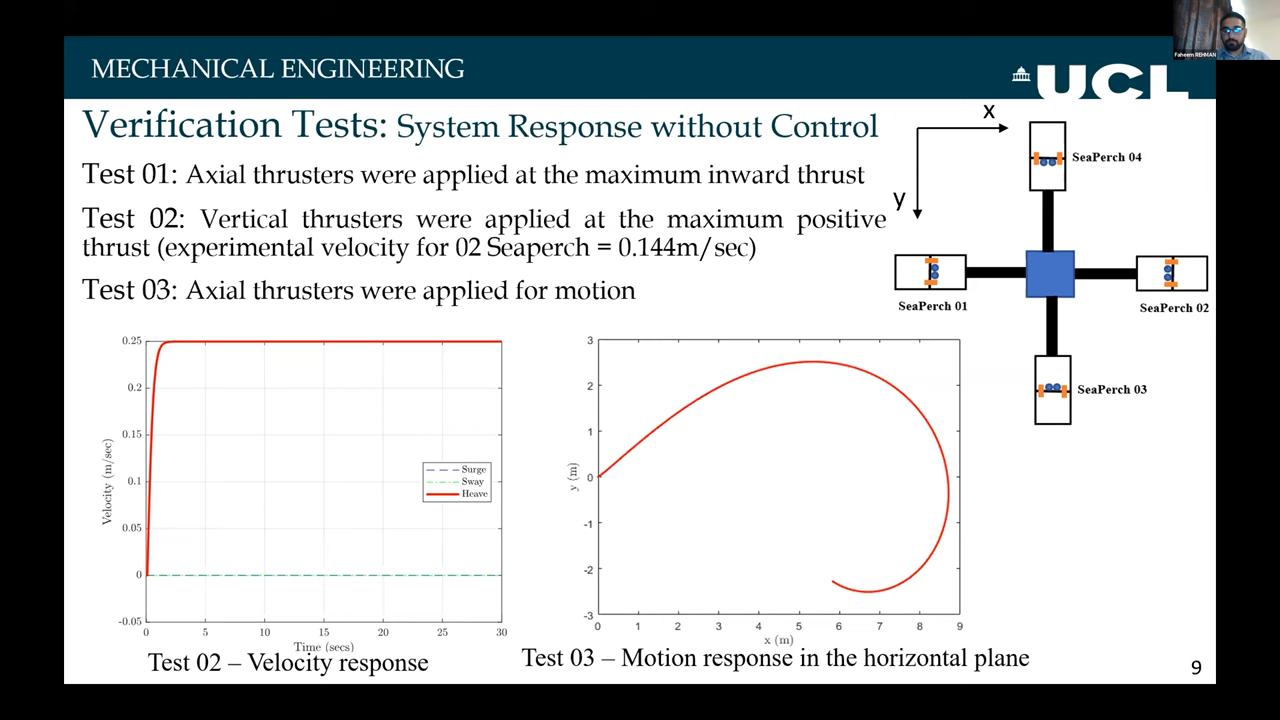 Faheem REHMAN
MECHANICAL ENGINEERING
UCL
Verification Tests: System Response without Control
Test 01: Axial thrusters were applied at the maximum inward thrust
Test 02: Vertical thrusters were applied at the maximum positive
thrust (experimental velocity for 02 Seaperch = 0.144m/sec)
Test 03: Axial thrusters were applied for motion
x
y
SeaPerch 04
SeaPerch 01
SeaPerch 02
SeaPerch 03
0.25
0.2
0.15
0.1
0.05
0
-0.05
Velocity (m/sec)
Surge
Sway
Heave
0 5 10 15 20 25 30
Time (secs)
Test 02 – Velocity response
3
2
1
0
-1
-2
-3
y (m)
0 1 2 3 4 5 6 7 8 9
x (m)
Test 03 – Motion response in the horizontal plane
9